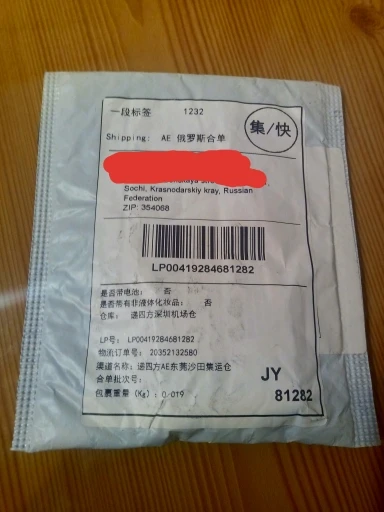 一段标签 1232
集/快
Shipping: AE 俄罗斯合单
Sochi, Krasnodarskiy kray, Russian
Federation
ZIP: 354068
LP00419284681282
是否带电池： 否
是否带有非液体化妆品： 否
仓库： 递四方深圳机场仓
LP号： LP00419284681282
物流订单号： 20352132580
渠道名称：递四方AE东莞沙田集运仓
合单批次号：
包裹重量（Kg）：0.019
JY
81282